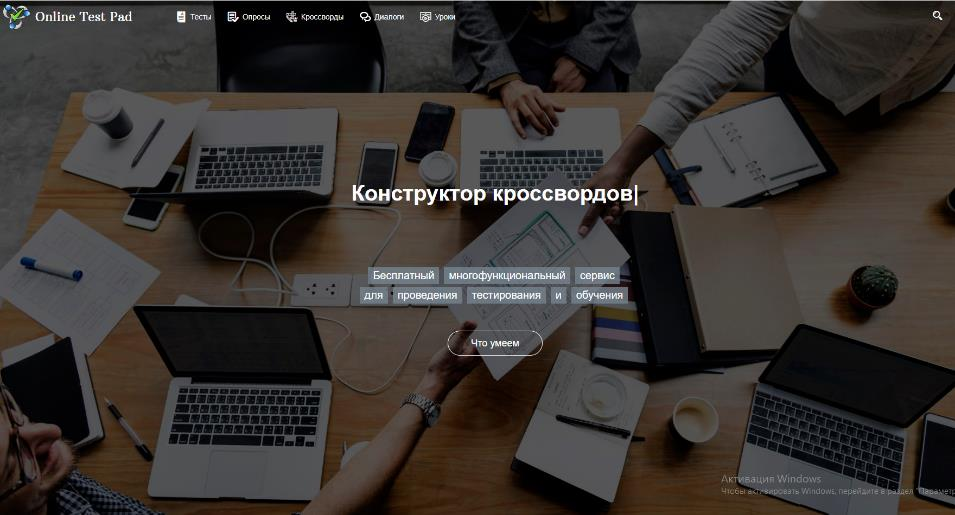 Online Test Pad
Тесты
Опросы
Кроссворды
Диалоги
Уроки
Конструктор кроссвордов|
Бесплатный многофункциональный сервис
для проведения тестирования и обучения
Что умеем
Активация Windows
Чтобы активировать Windows, перейдите в раздел "Параметр